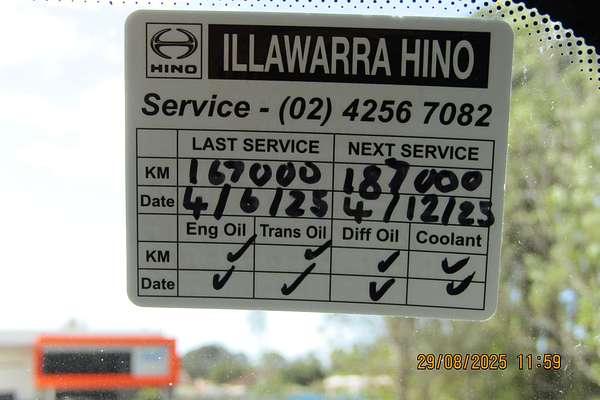 HINO
ILLAWARRA HINO
Service - (02) 4256 7082
LAST SERVICE NEXT SERVICE
KM 167000 187000
Date 4/6/25 4/12/25
Eng Oil Trans Oil Diff Oil Coolant
KM ✓ ✓ ✓ ✓
Date ✓ ✓ ✓ ✓
29/08/2025 11:59